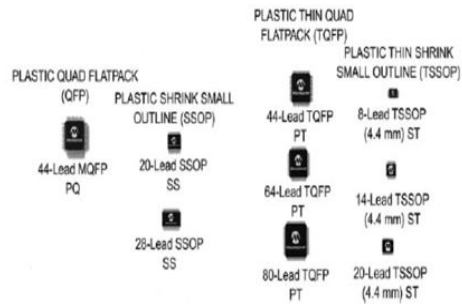 PLASTIC QUAD FLATPACK
(QFP)
44-Lead MQFP
PQ
PLASTIC SHRINK SMALL
OUTLINE (SSOP)
20-Lead SSOP
SS
28-Lead SSOP
SS
PLASTIC THIN QUAD
FLATPACK (TQFP)
44-Lead TQFP
PT
64-Lead TQFP
PT
80-Lead TQFP
PT
PLASTIC THIN SHRINK
SMALL OUTLINE (TSSOP)
8-Lead TSSOP
(4.4 mm) ST
14-Lead TSSOP
(4.4 mm) ST
20-Lead TSSOP
(4.4 mm) ST